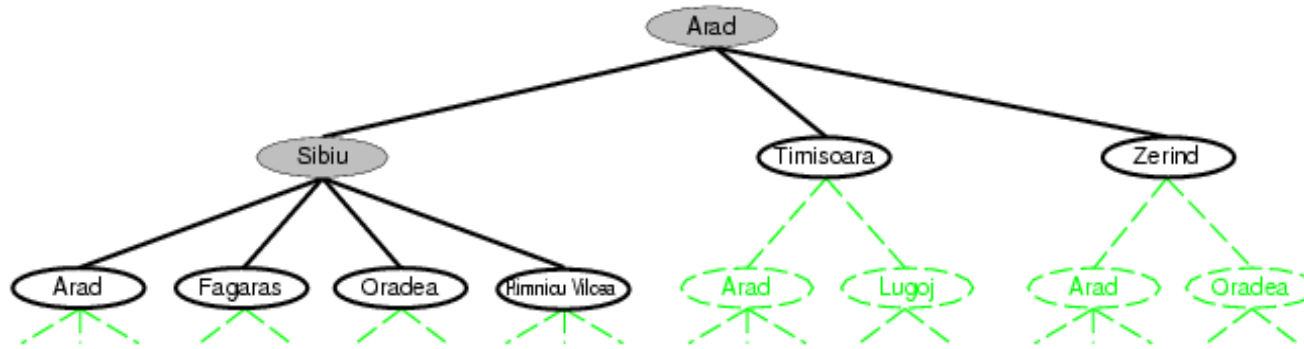 Arad
Sibiu
Timisoara
Zerind
Arad
Fagaras
Oradea
Rimnicu Vilcea
Arad
Lugoj
Arad
Oradea